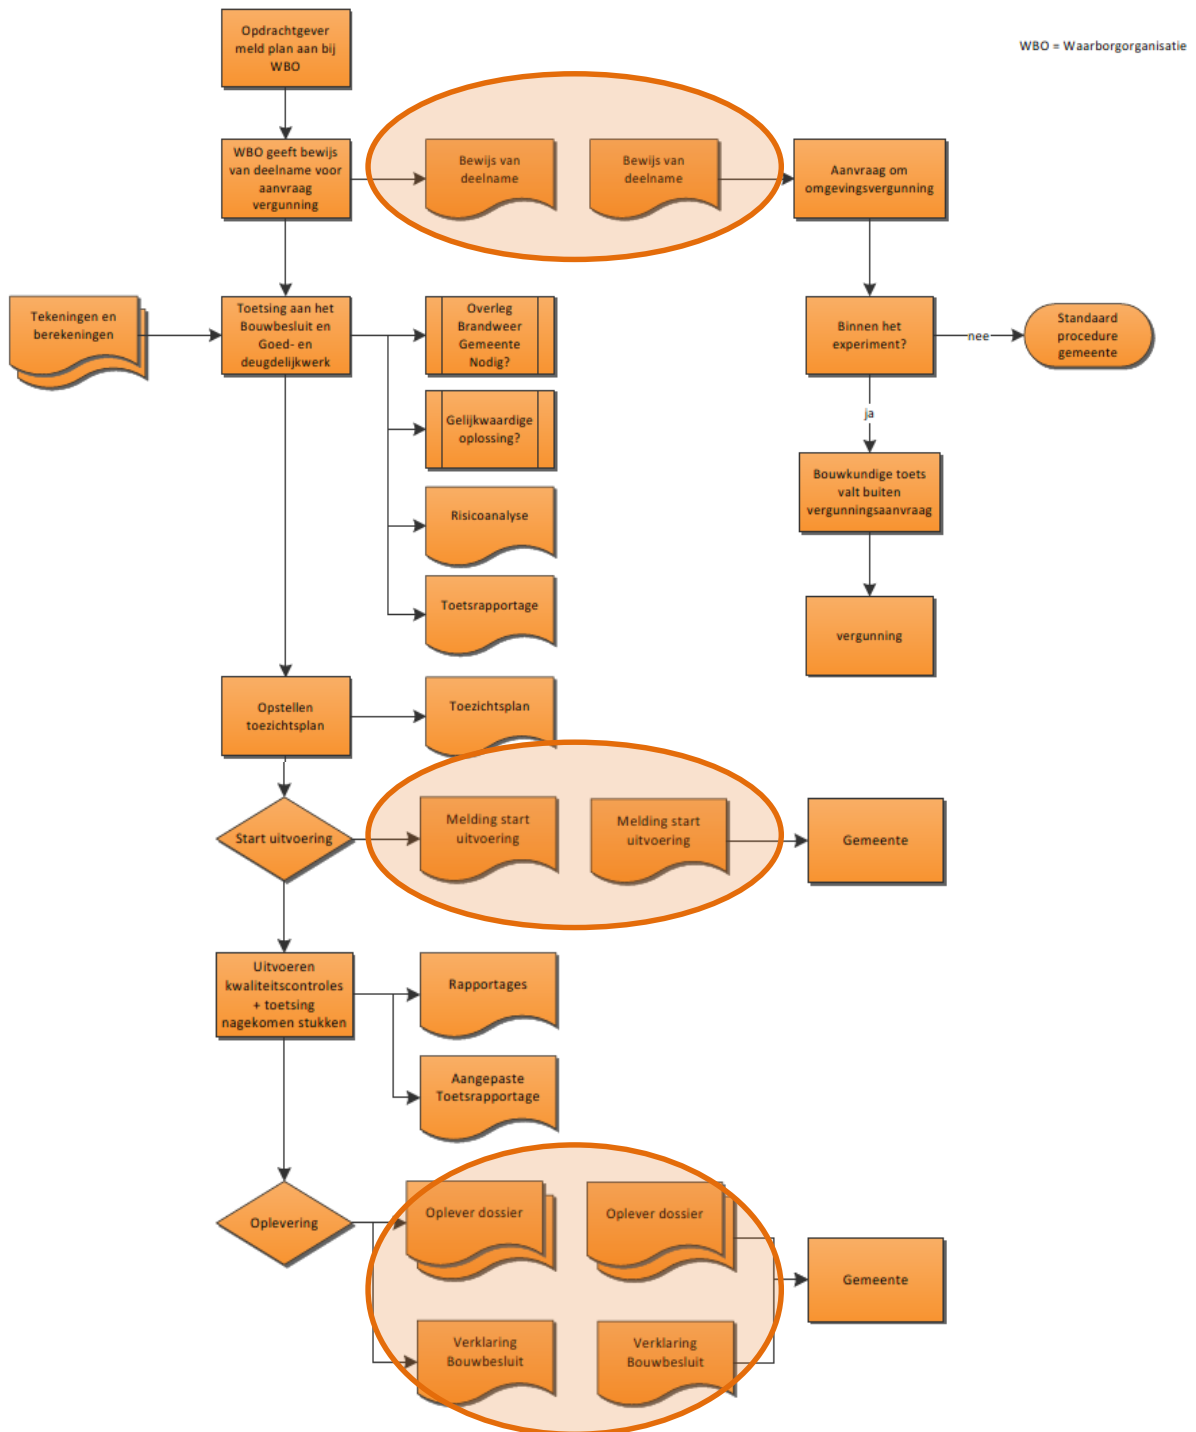 Opdrachtgever
meld plan aan bij
WBO
WBO = Waarborgorganisatie
WBO geeft bewijs
van deelname voor
aanvraag
vergunning
Bewijs van
deelname
Bewijs van
deelname
Aanvraag om
omgevingsvergunning
Tekeningen en
berekeningen
Toetsing aan het
Bouwbesluit en
Goed- en
deugdelijkwerk
Overleg
Brandweer
Gemeente
Nodig?
Binnen het
experiment?
nee
Standaard
procedure
gemeente
Gelijkwaardige
oplossing?
ja
Bouwkundige toets
valt buiten
vergunningsaanvraag
Risicoanalyse
Toetsrapportage
vergunning
Opstellen
toezichtsplan
Toezichtsplan
Start uitvoering
Melding start
uitvoering
Melding start
uitvoering
Gemeente
Uitvoeren
kwaliteitscontroles
+ toetsing
nagekomen stukken
Rapportages
Aangepaste
Toetsrapportage
Oplevering
Oplever dossier
Oplever dossier
Gemeente
Verklaring
Bouwbesluit
Verklaring
Bouwbesluit